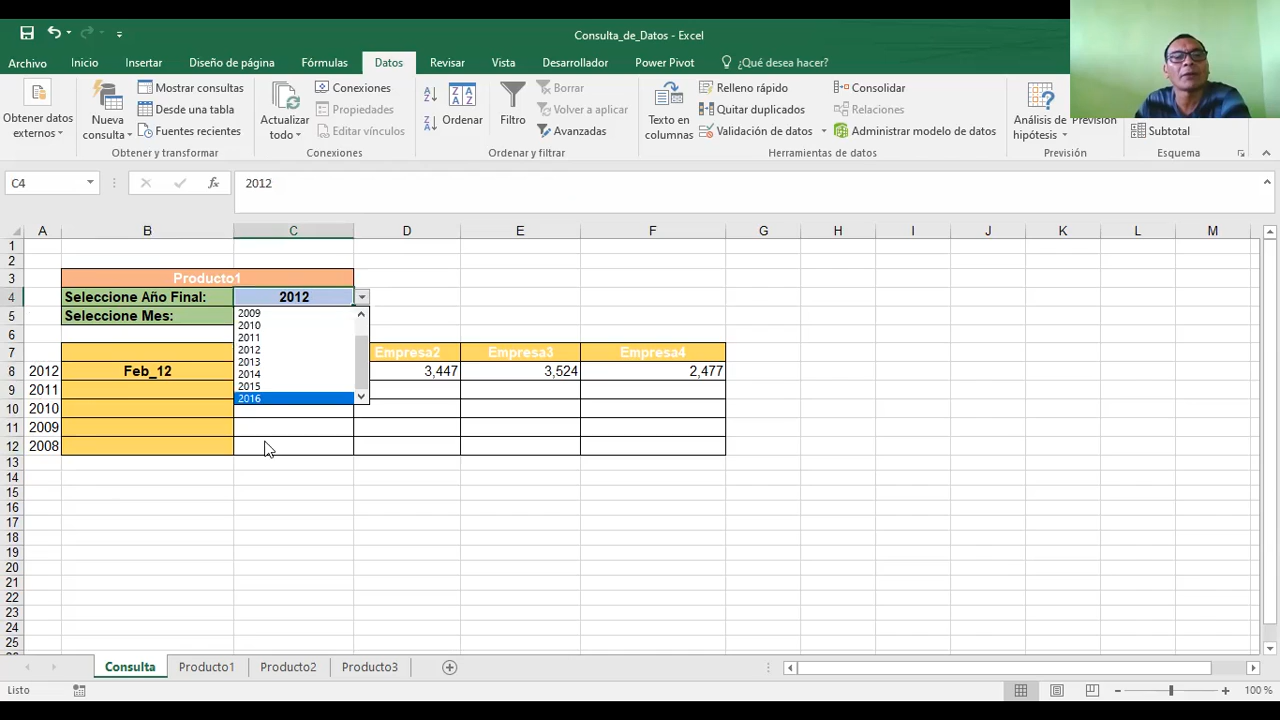 Consulta_de_Datos - Excel
Archivo Inicio Insertar Diseño de página Fórmulas Datos Revisar Vista Desarrollador Power Pivot ¿Qué desea hacer?
Obtener datos externos
Nueva consulta
Mostrar consultas
Desde una tabla
Fuentes recientes
Obtener y transformar
Actualizar todo
Conexiones
Propiedades
Editar vínculos
Conexiones
Ordenar
Filtro
Borrar
Volver a aplicar
Avanzadas
Ordenar y filtrar
Texto en columnas
Relleno rápido
Quitar duplicados
Validación de datos
Consolidar
Relaciones
Administrar modelo de datos
Herramientas de datos
Análisis de hipótesis
Previsión
Previsión
Subtotal
Esquema
C4 fx 2012
A B C D E F G H I J K L M
1
2
3 Producto1
4 Seleccione Año Final: 2012
5 Seleccione Mes:
2009
2010
2011
2012
2013
2014
2015
2016
6
7 Empresa2 Empresa3 Empresa4
8 2012 Feb_12 3,447 3,524 2,477
9 2011
10 2010
11 2009
12 2008
13
14
15
16
17
18
19
20
21
22
23
24
25
Consulta Producto1 Producto2 Producto3
Listo 100 %